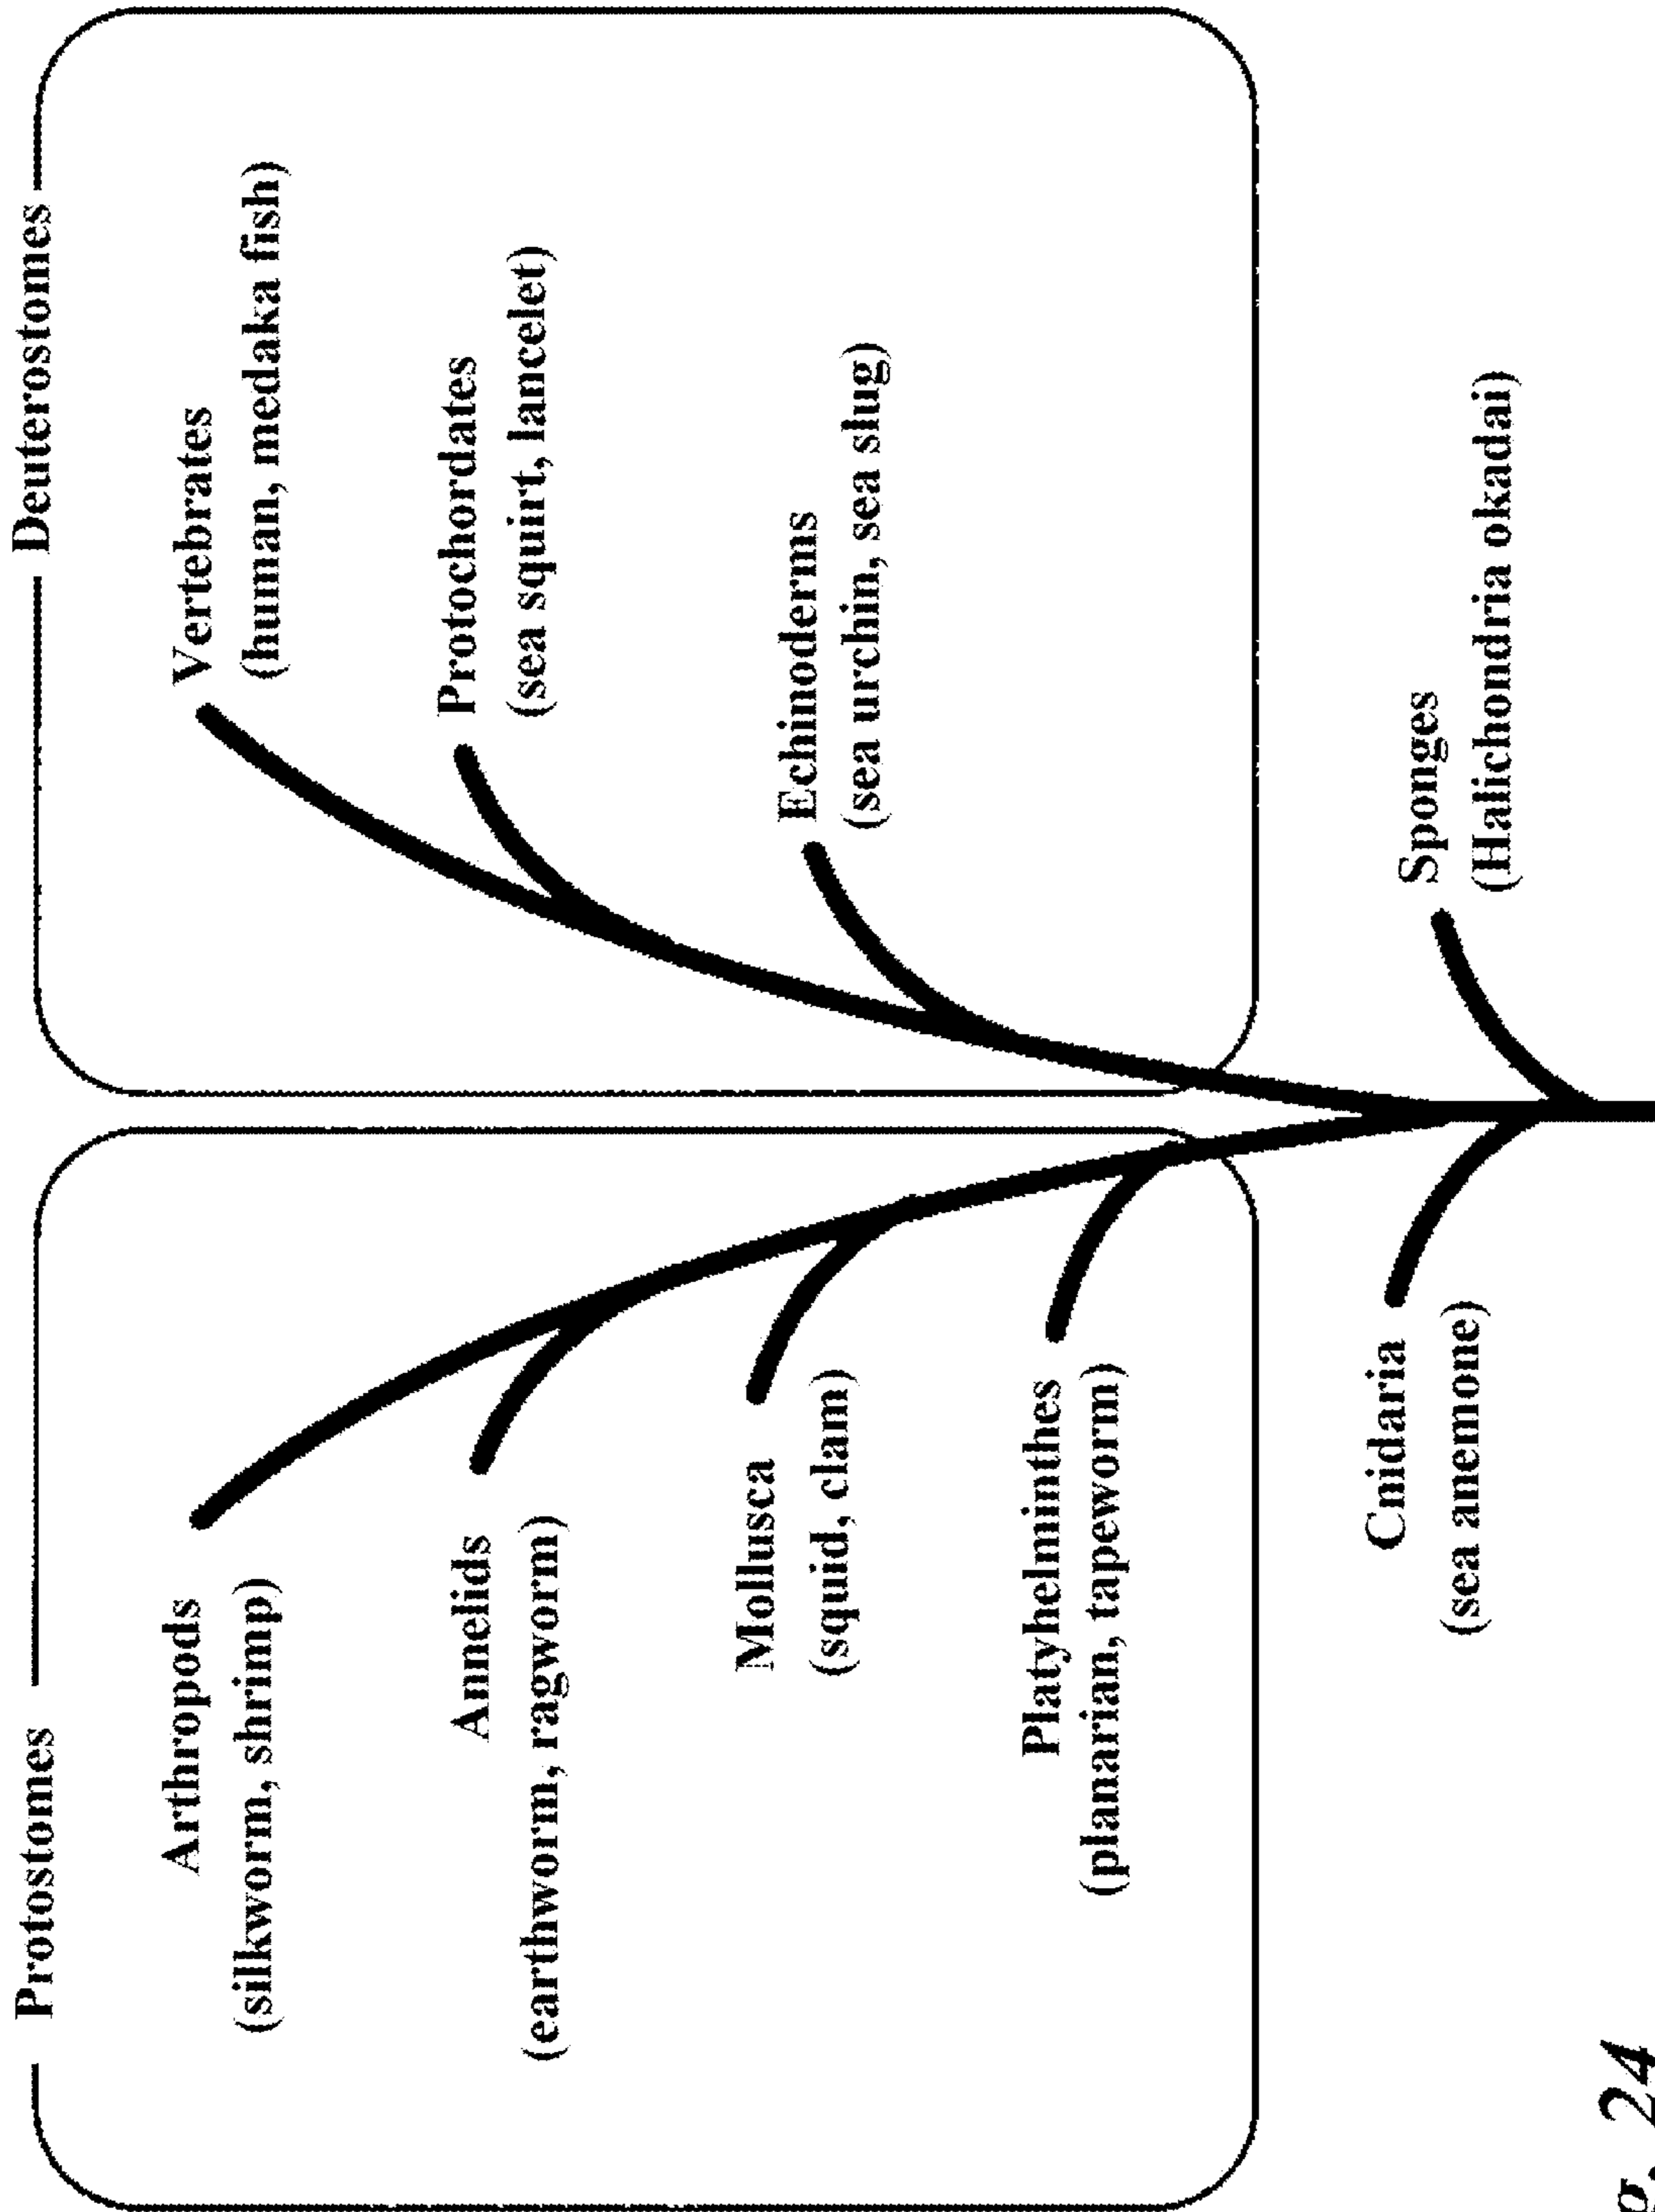 Protostomes
Deuterostomes
Arthropods
(silkworm, shrimp)
Annelids
(earthworm, ragworm)
Mollusca
(squid, clam)
Platyhelminthes
(planarian, tapeworm)
Vertebrates
(human, medaka fish)
Protochordates
(sea squirt, lancelet)
Echinoderms
(sea urchin, sea slug)
Cnidaria
(sea anemone)
Sponges
(Halichondria okadai)
g. 24